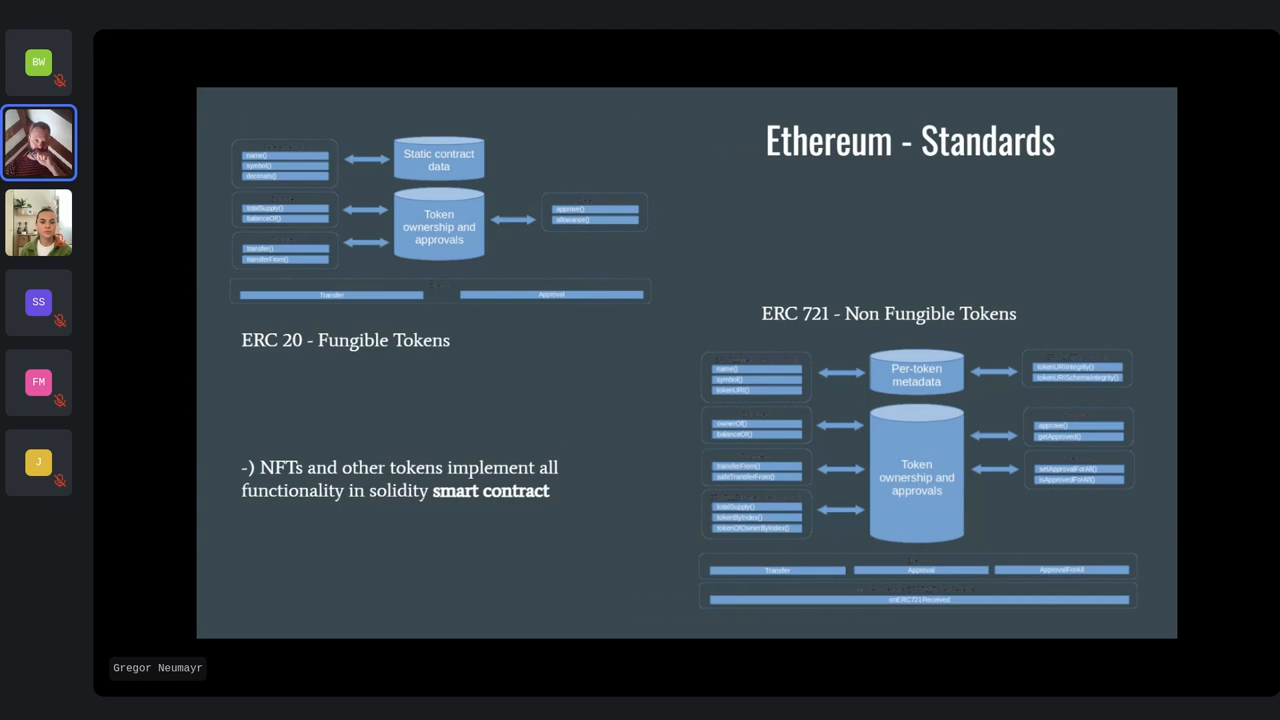 BW
SS
FM
J
Ethereum - Standards
name()
symbol()
decimals()
Static contract
data
totalSupply()
balanceOf()
Token
ownership and
approvals
approve()
allowance()
transfer()
transferFrom()
Transfer
Approval
ERC 20 - Fungible Tokens
-) NFTs and other tokens implement all
functionality in solidity smart contract
ERC 721 - Non Fungible Tokens
name()
symbol()
tokenURI()
Per-token
metadata
tokenURIIntegrity()
tokenURISchemaIntegrity()
ownerOf()
balanceOf()
approve()
getApproved()
transferFrom()
safeTransferFrom()
Token
ownership and
approvals
setApprovalForAll()
isApprovedForAll()
totalSupply()
tokenByIndex()
tokenOfOwnerByIndex()
Transfer
Approval
ApprovalForAll
onERC721Received
Gregor Neumayr